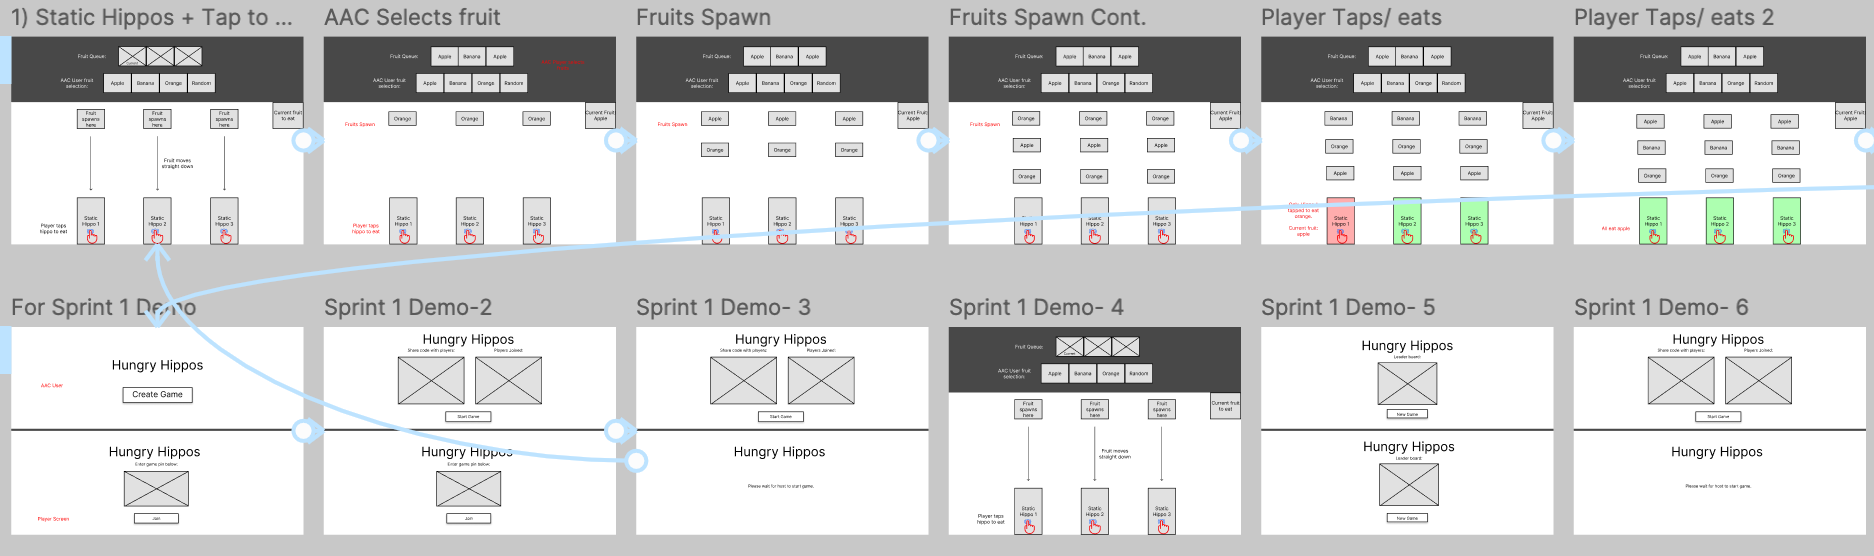 1) Static Hippos + Tap to ...
AAC Selects fruit
Fruits Spawn
Fruits Spawn Cont.
Player Taps/ eats
Player Taps/ eats 2
Fruit Queue:
Current
AAC User fruit
selection:
Apple
Banana
Orange
Random
Fruit
spawns
here
Fruit
spawns
here
Fruit
spawns
here
Current Fruit
to eat
Fruit moves
straight down
Player taps
hippo to eat
Static
Hippo 1
Static
Hippo 2
Static
Hippo 3
Fruit Queue:
Apple
Banana
Apple
AAC User fruit
selection:
Apple
Banana
Orange
Random
Current Fruit:
Apple
Fruits Spawn
Orange
Orange
Orange
Player taps
hippo to eat
Static
Hippo 1
Static
Hippo 2
Static
Hippo 3
Fruit Queue:
Apple
Banana
Apple
AAC User fruit
selection:
Apple
Banana
Orange
Random
Current Fruit:
Apple
Fruits Spawn
Apple
Apple
Apple
Orange
Orange
Orange
Static
Hippo 1
Static
Hippo 2
Static
Hippo 3
Fruit Queue:
Apple
Banana
Apple
AAC User fruit
selection:
Apple
Banana
Orange
Random
Current Fruit:
Apple
Fruits Spawn
Orange
Orange
Orange
Apple
Apple
Apple
Orange
Orange
Orange
Static
Hippo 1
Static
Hippo 2
Static
Hippo 3
Fruit Queue:
Apple
Banana
Apple
AAC User fruit
selection:
Apple
Banana
Orange
Random
Current Fruit:
Apple
Banana
Banana
Banana
Orange
Orange
Orange
Apple
Apple
Apple
tapped to eat
orange.
Current fruit:
apple
Static
Hippo 1
Static
Hippo 2
Static
Hippo 3
Fruit Queue:
Apple
Banana
Apple
AAC User fruit
selection:
Apple
Banana
Orange
Random
Current Fruit:
Apple
Apple
Apple
Apple
Banana
Banana
Banana
Orange
Orange
Orange
All eat apple
Static
Hippo 1
Static
Hippo 2
Static
Hippo 3
For Sprint 1 Demo
Sprint 1 Demo-2
Sprint 1 Demo- 3
Sprint 1 Demo- 4
Sprint 1 Demo- 5
Sprint 1 Demo- 6
Hungry Hippos
AAC User
Create Game
Hungry Hippos
Enter game pin below:
Join
Player Screen
Hungry Hippos
Share code with players:
Players Joined:
Start Game
Hungry Hippos
Enter game pin below:
Join
Hungry Hippos
Share code with players:
Players Joined:
Start Game
Hungry Hippos
Please wait for host to start game.
Fruit Queue:
Current
AAC User fruit
selection:
Apple
Banana
Orange
Random
Fruit
spawns
here
Fruit
spawns
here
Fruit
spawns
here
Current Fruit
to eat
Fruit moves
straight down
Player taps
hippo to eat
Static
Hippo 1
Static
Hippo 2
Static
Hippo 3
Hungry Hippos
Leader board:
New Game
Hungry Hippos
Leader board:
New Game
Hungry Hippos
Share code with players:
Players Joined:
Start Game
Hungry Hippos
Please wait for host to start game.